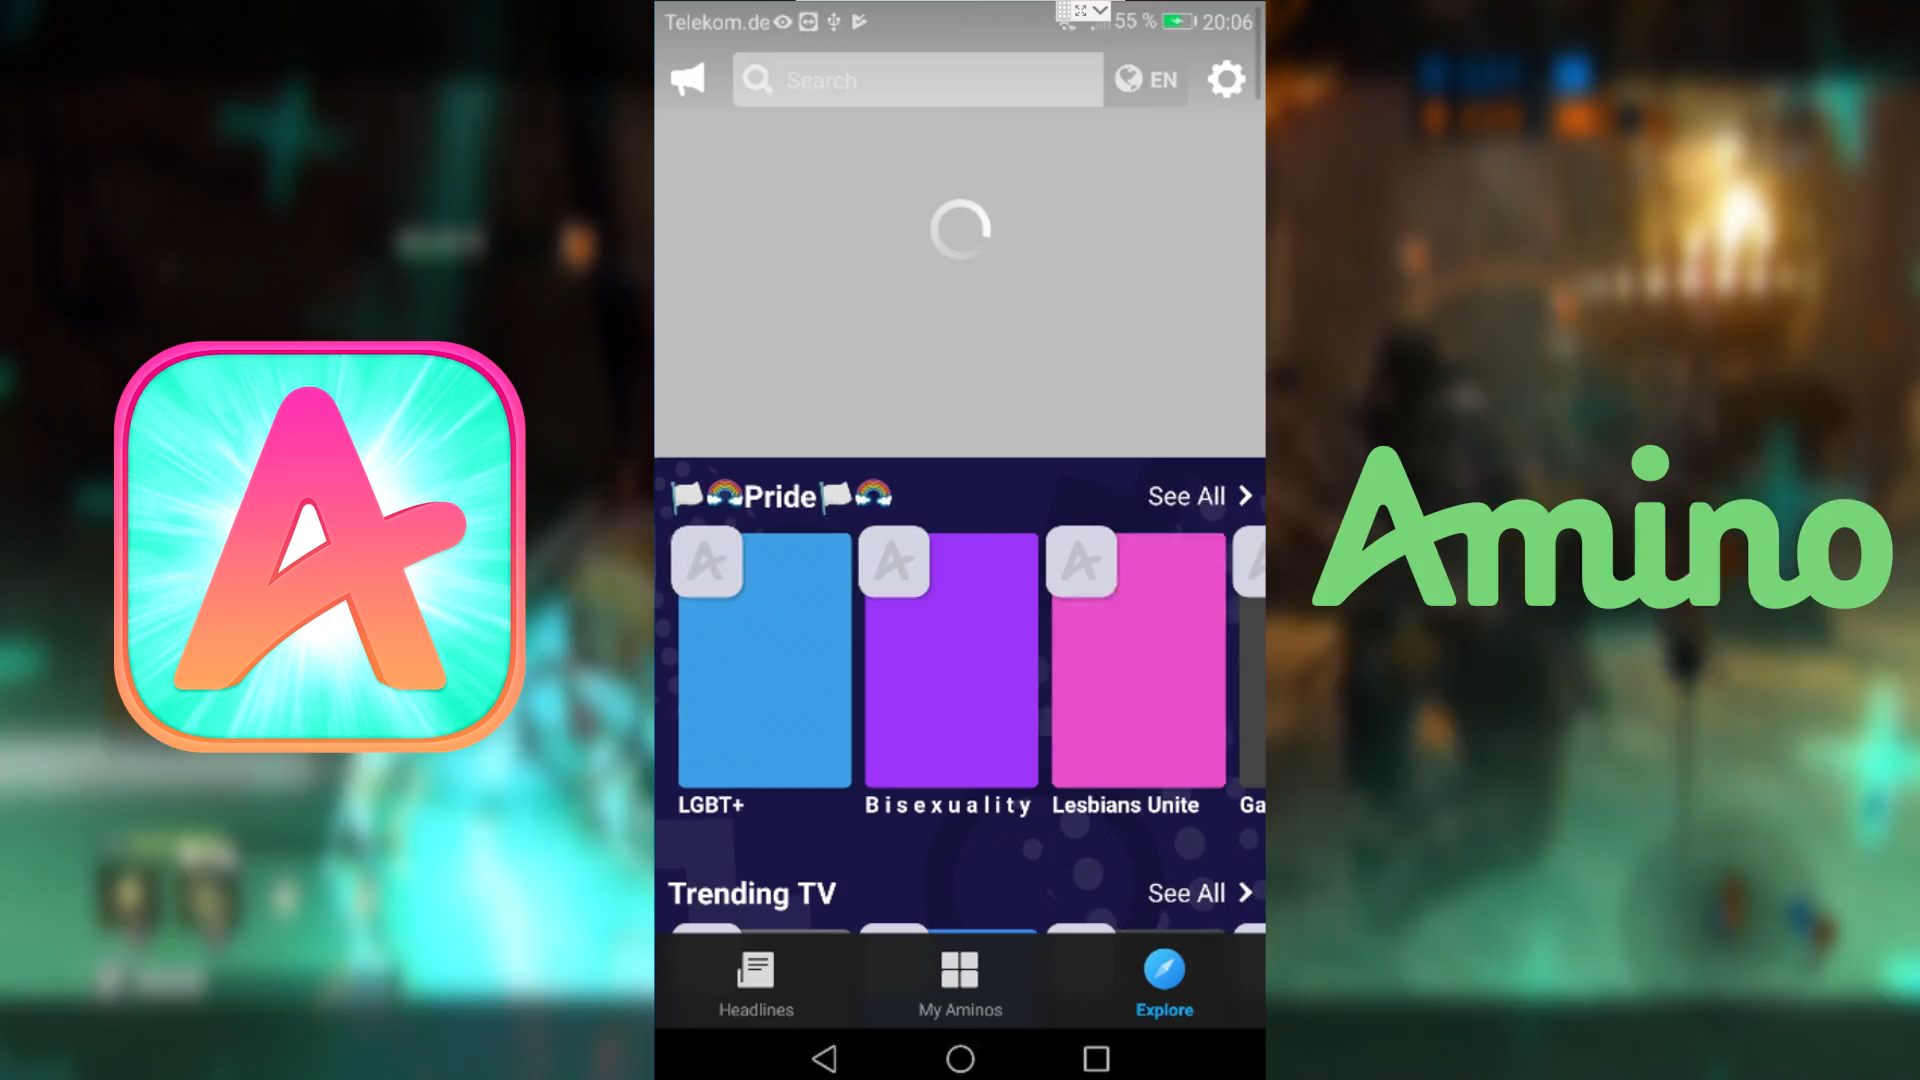 Telekom.de 55 % 20:06
Search EN
🏳️🌈Pride🏳️🌈 See All
LGBT+ Bisexuality Lesbians Unite Ga
Amino
Trending TV See All
Headlines My Aminos Explore